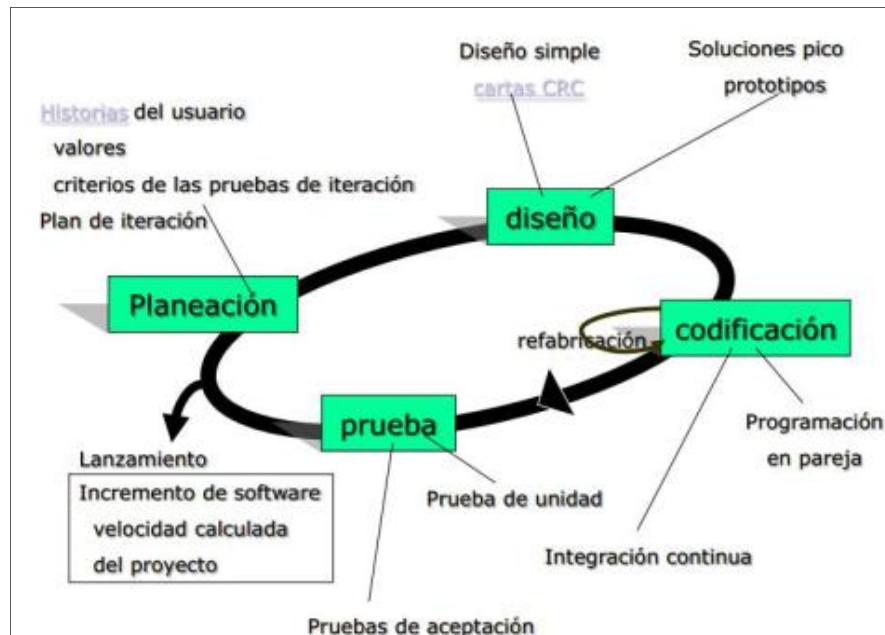 Diseño simple
cartas CRC
Soluciones pico
prototipos
Historias del usuario
valores
criterios de las pruebas de iteración
Plan de iteración
diseño
Planeación
refabricación
codificación
prueba
Programación
en pareja
Lanzamiento
Incremento de software
velocidad calculada
del proyecto
Prueba de unidad
Integración continua
Pruebas de aceptación